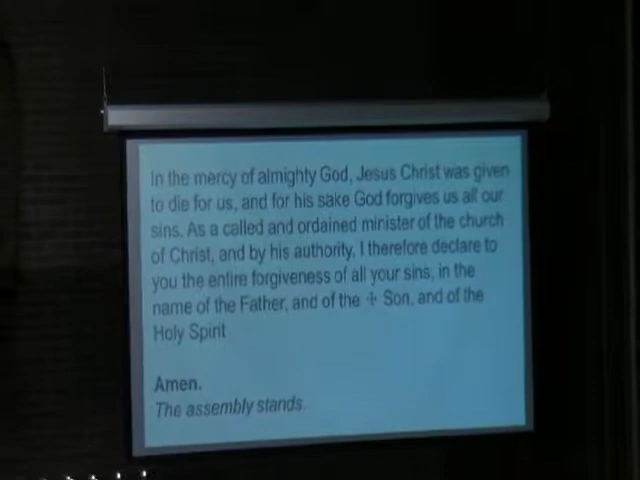 In the mercy of almighty God, Jesus Christ was given
to die for us, and for his sake God forgives us all our
sins. As a called and ordained minister of the church
of Christ, and by his authority, I therefore declare to
you the entire forgiveness of all your sins, in the
name of the Father, and of the ☩ Son, and of the
Holy Spirit
Amen.
The assembly stands.